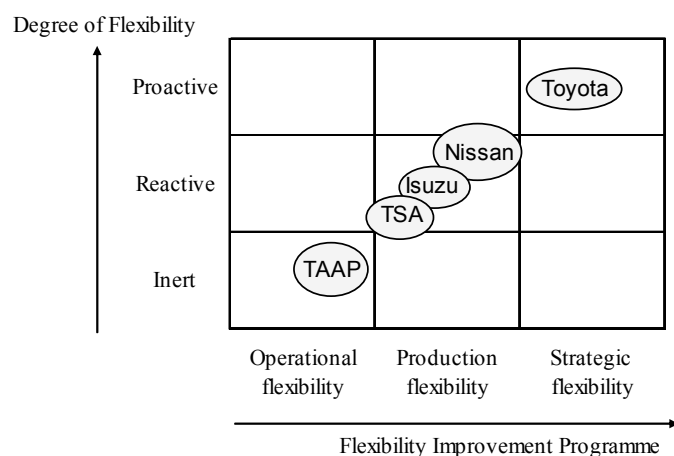 Degree of Flexibility
Proactive
Toyota
Nissan
Reactive
Isuzu
TSA
TAAP
Inert
Operational
flexibility
Production
flexibility
Strategic
flexibility
Flexibility Improvement Programme